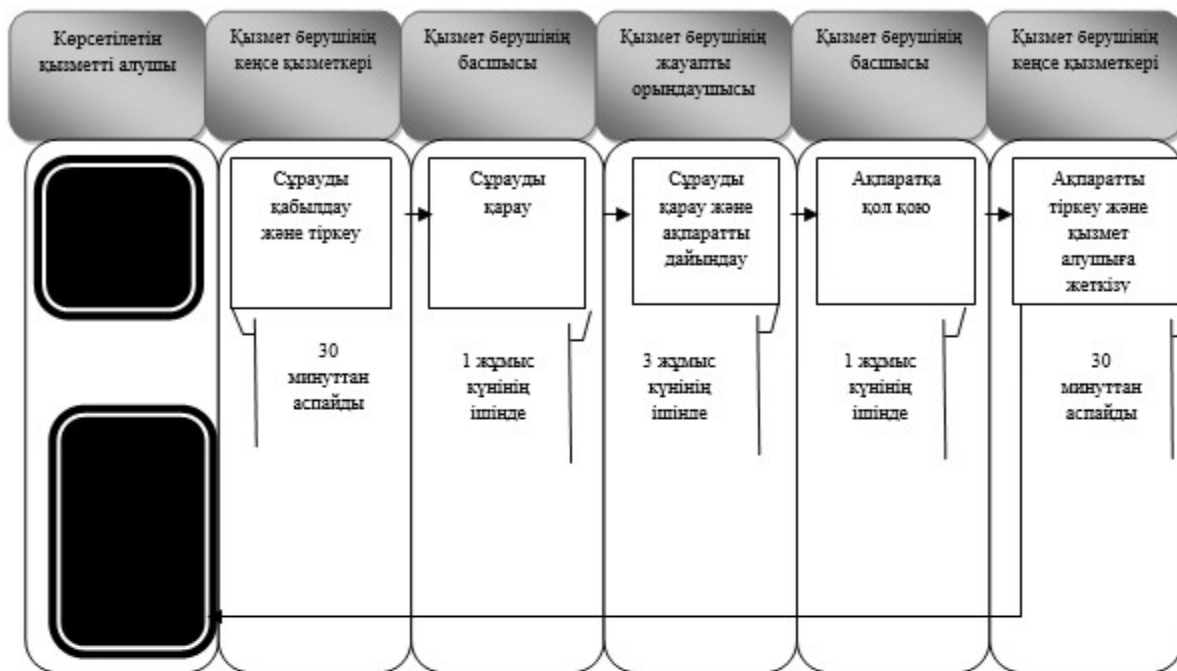 Көрсетілетін
қызметті алушы
Қызмет берушінің
кеңсе қызметкері
Қызмет берушінің
басшысы
Қызмет берушінің
жауапты
орындаушысы
Қызмет берушінің
басшысы
Қызмет берушінің
кеңсе қызметкері
Сұрауды
қабылдау
және тіркеу
Сұрауды
қарау
Сұрауды
қарау және
ақпаратты
дайындау
Ақпаратқа
қол қою
Ақпаратты
тіркеу және
қызмет
алушыға
жеткізу
30
минуттан
аспайды
1 жұмыс
күнінің
ішінде
3 жұмыс
күнінің
ішінде
1 жұмыс
күнінің
ішінде
30
минуттан
аспайды